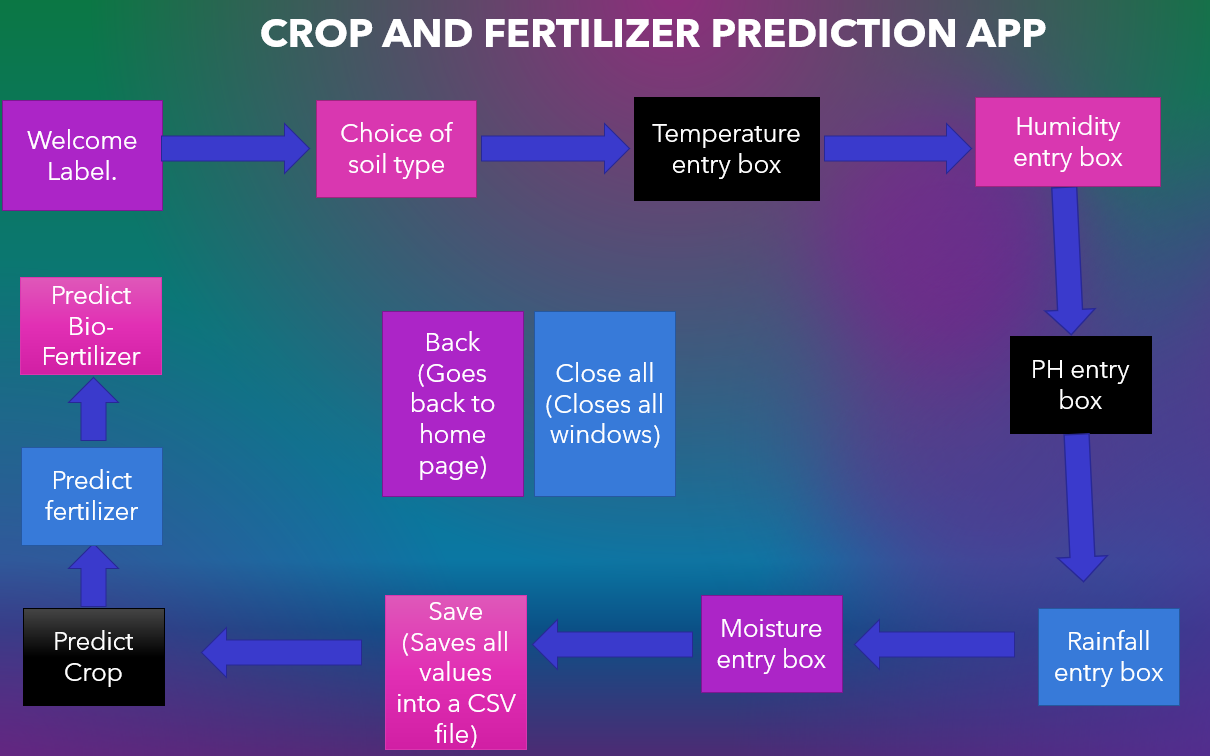 CROP AND FERTILIZER PREDICTION APP
Welcome
Label.
Choice of
soil type
Temperature
entry box
Humidity
entry box
PH entry
box
Rainfall
entry box
Moisture
entry box
Save
(Saves all
values
into a CSV
file)
Predict
Crop
Predict
fertilizer
Predict
Bio-
Fertilizer
Back
(Goes
back to
home
page)
Close all
(Closes all
windows)